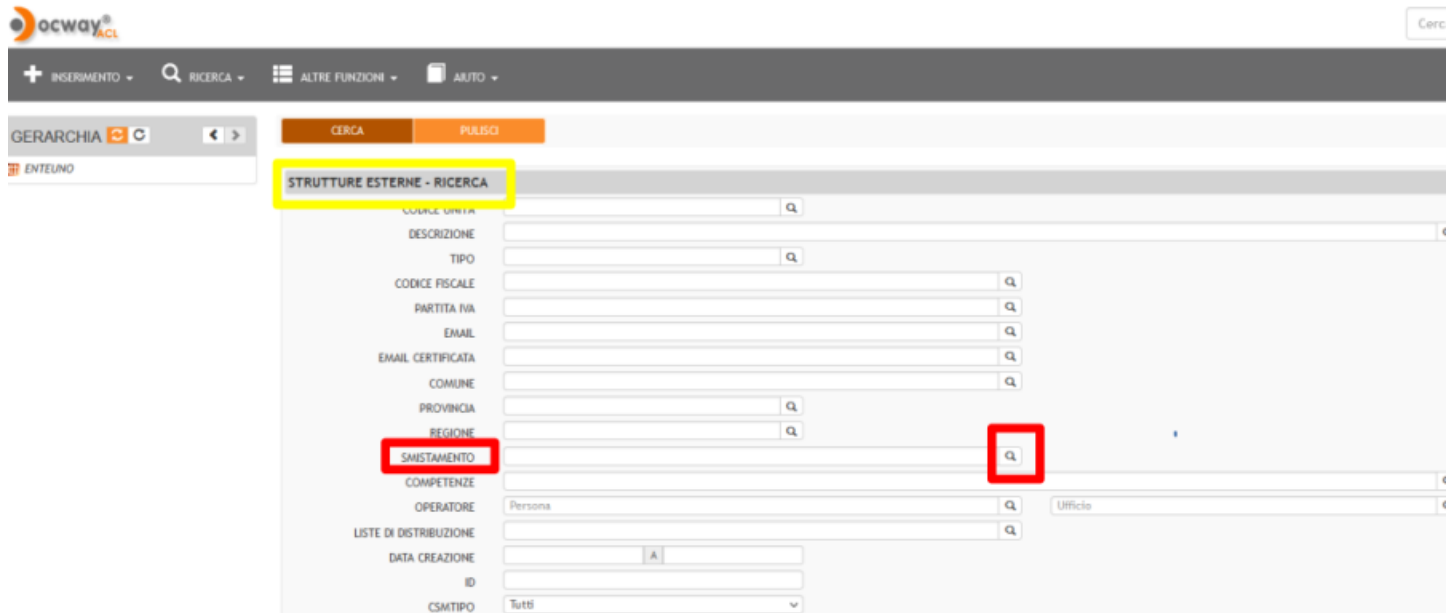 Docway® ACL
Cerc
INSERIMENTO RICERCA ALTRE FUNZIONI AIUTO
GERARCHIA
CERCA PULISCI
ENTEUNO
STRUTTURE ESTERNE - RICERCA
CODICE UNITÀ
DESCRIZIONE
TIPO
CODICE FISCALE
PARTITA IVA
EMAIL
EMAIL CERTIFICATA
COMUNE
PROVINCIA
REGIONE
SMISTAMENTO
COMPETENZE
OPERATORE Persona Ufficio
LISTE DI DISTRIBUZIONE
DATA CREAZIONE A
ID
CSMTIPO Tutti